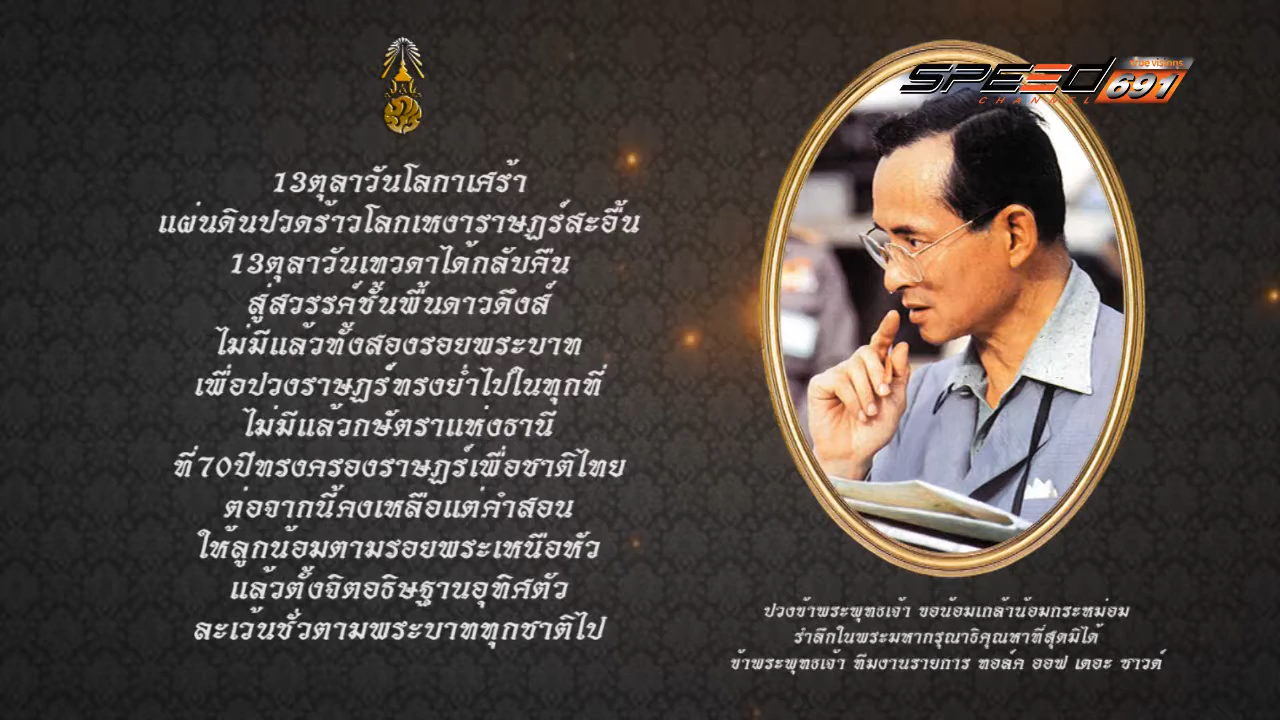 13ตุลาวันโลกาเศร้า
แผ่นดินปวดร้าวโลกเหงาราษฏร์สะอื้น
13ตุลาวันเทวดาได้กลับคืน
สู่สวรรค์ชั้นพื้นดาวดึงส์
ไม่มีแล้วทั้งสองรอยพระบาท
เพื่อปวงราษฏร์ทรงย่ำไปในทุกที่
ไม่มีแล้วกษัตราแห่งธานี
ที่70ปีทรงครองราษฏร์เพื่อชาติไทย
ต่อจากนี้คงเหลือแต่คำสอน
ให้ลูกน้อมตามรอยพระเหนือหัว
แล้วตั้งจิตอธิษฐานอุทิศตัว
ละเว้นชั่วตามพระบาททุกชาติไป
true visions
SPEED 691
CHANNEL
ปวงข้าพระพุทธเจ้า ขอน้อมเกล้าน้อมกระหม่อม
รำลึกในพระมหากรุณาธิคุณหาที่สุดมิได้
ข้าพระพุทธเจ้า ทีมงานรายการ ทอล์ค ออฟ เดอะ ซาวด์